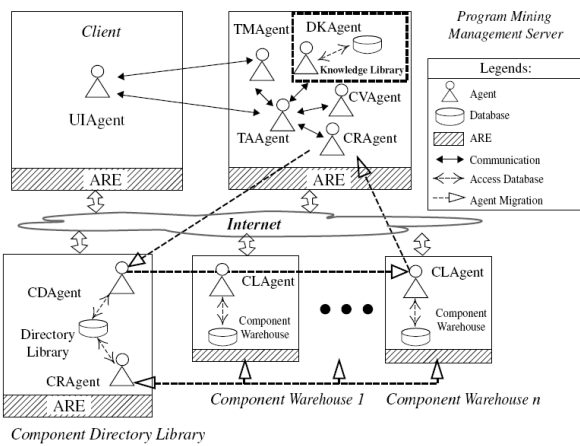 Client
UIAgent
ARE
TMAgent
DKAgent
Knowledge Library
CVAgent
TAAgent
CRAgent
ARE
Program Mining
Management Server
Legends:
Agent
Database
ARE
Communication
Access Database
Agent Migration
Internet
CDAgent
Directory
Library
CRAgent
ARE
Component Directory Library
CLAgent
Component
Warehouse
Component Warehouse 1
CLAgent
Component
Warehouse
Component Warehouse n